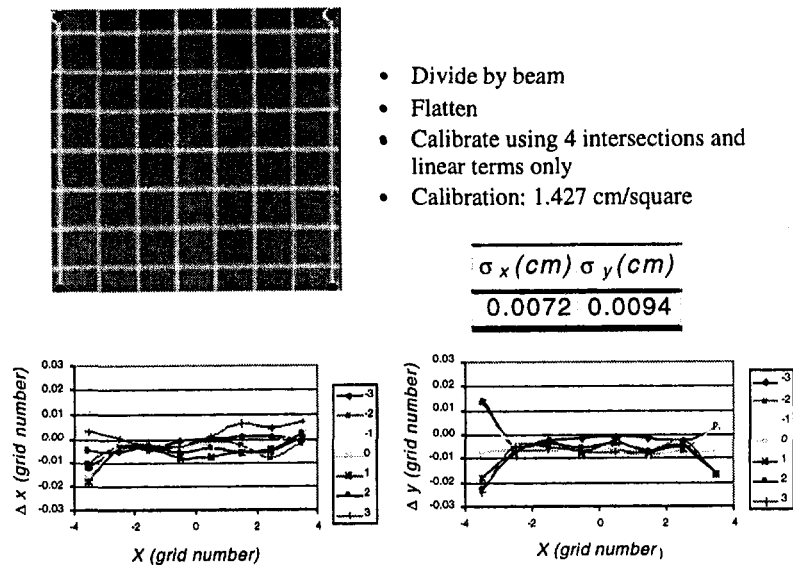 • Divide by beam
• Flatten
• Calibrate using 4 intersections and
linear terms only
• Calibration: 1.427 cm/square
σ x (cm) σ y (cm)
0.0072 0.0094
0.03
0.02
0.01
0.00
-0.01
-0.02
-0.03
-4 -2 0 2 4
Δ x (grid number)
X (grid number)
-3
-2
-1
0
1
2
3
0.03
0.02
0.01
0.00
-0.01
-0.02
-0.03
-4 -2 0 2 4
Δ y (grid number)
X (grid number)
-3
-2
-1
0
1
2
3